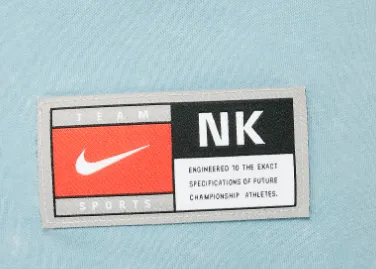 TEAM
SPORTS
NK
ENGINEERED TO THE EXACT
SPECIFICATIONS OF FUTURE
CHAMPIONSHIP ATHLETES.